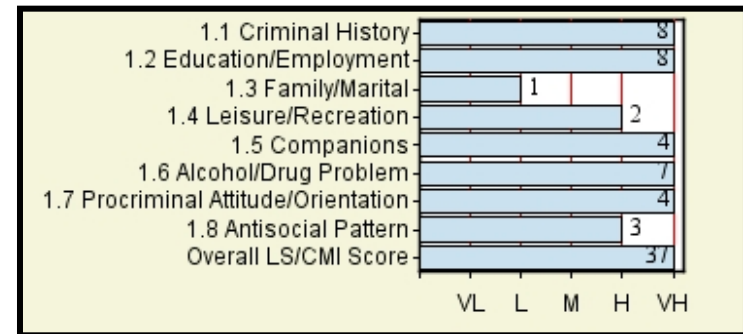 1.1 Criminal History 8
1.2 Education/Employment 8
1.3 Family/Marital 1
1.4 Leisure/Recreation 2
1.5 Companions 4
1.6 Alcohol/Drug Problem 7
1.7 Procriminal Attitude/Orientation 4
1.8 Antisocial Pattern 3
Overall LS/CMI Score 37
VL L M H VH